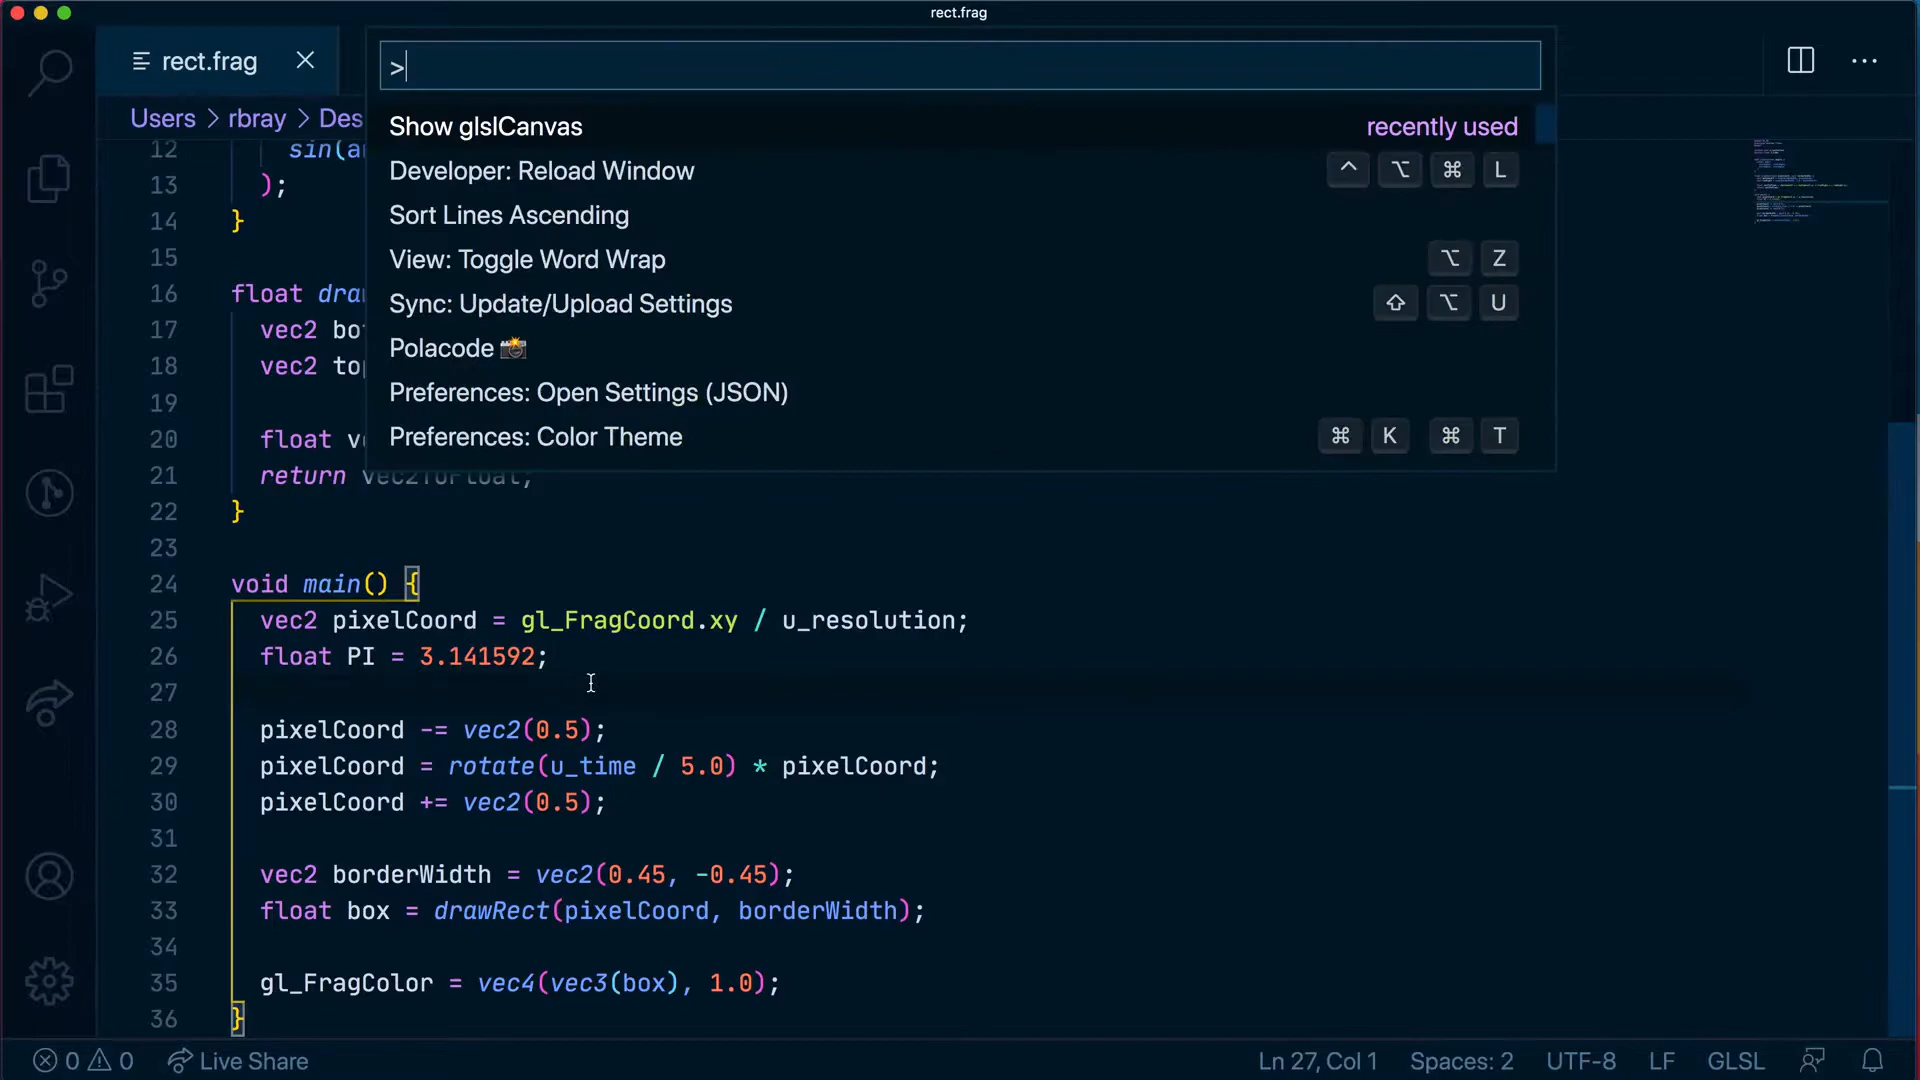 rect.frag
rect.frag
>
Users > rbray > Des
Show glslCanvas recently used
Developer: Reload Window ^ ⌥ ⌘ L
Sort Lines Ascending
View: Toggle Word Wrap ⌥ Z
Sync: Update/Upload Settings ⇧ ⌥ U
Polacode 📸
Preferences: Open Settings (JSON)
Preferences: Color Theme ⌘ K ⌘ T
12 sin(a
13 );
14 }
15
16 float dra
17 vec2 bo
18 vec2 to
19
20 float v
21 return vec2ToFloat;
22 }
23
24 void main() {
25 vec2 pixelCoord = gl_FragCoord.xy / u_resolution;
26 float PI = 3.141592;
27
28 pixelCoord -= vec2(0.5);
29 pixelCoord = rotate(u_time / 5.0) * pixelCoord;
30 pixelCoord += vec2(0.5);
31
32 vec2 borderWidth = vec2(0.45, -0.45);
33 float box = drawRect(pixelCoord, borderWidth);
34
35 gl_FragColor = vec4(vec3(box), 1.0);
36 }
0 0 Live Share Ln 27, Col 1 Spaces: 2 UTF-8 LF GLSL